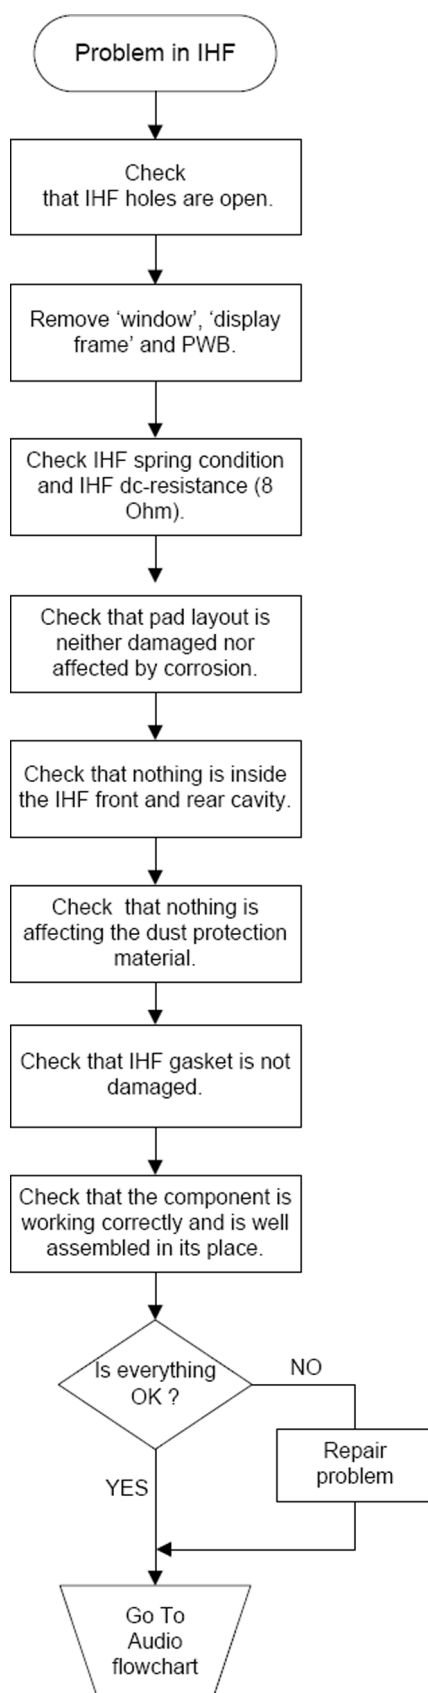 Problem in IHF
Check
that IHF holes are open.
Remove ‘window’, ‘display
frame’ and PWB.
Check IHF spring condition
and IHF dc-resistance (8
Ohm).
Check that pad layout is
neither damaged nor
affected by corrosion.
Check that nothing is inside
the IHF front and rear cavity.
Check that nothing is
affecting the dust protection
material.
Check that IHF gasket is not
damaged.
Check that the component is
working correctly and is well
assembled in its place.
Is everything
OK ?
NO
Repair
problem
YES
Go To
Audio
flowchart